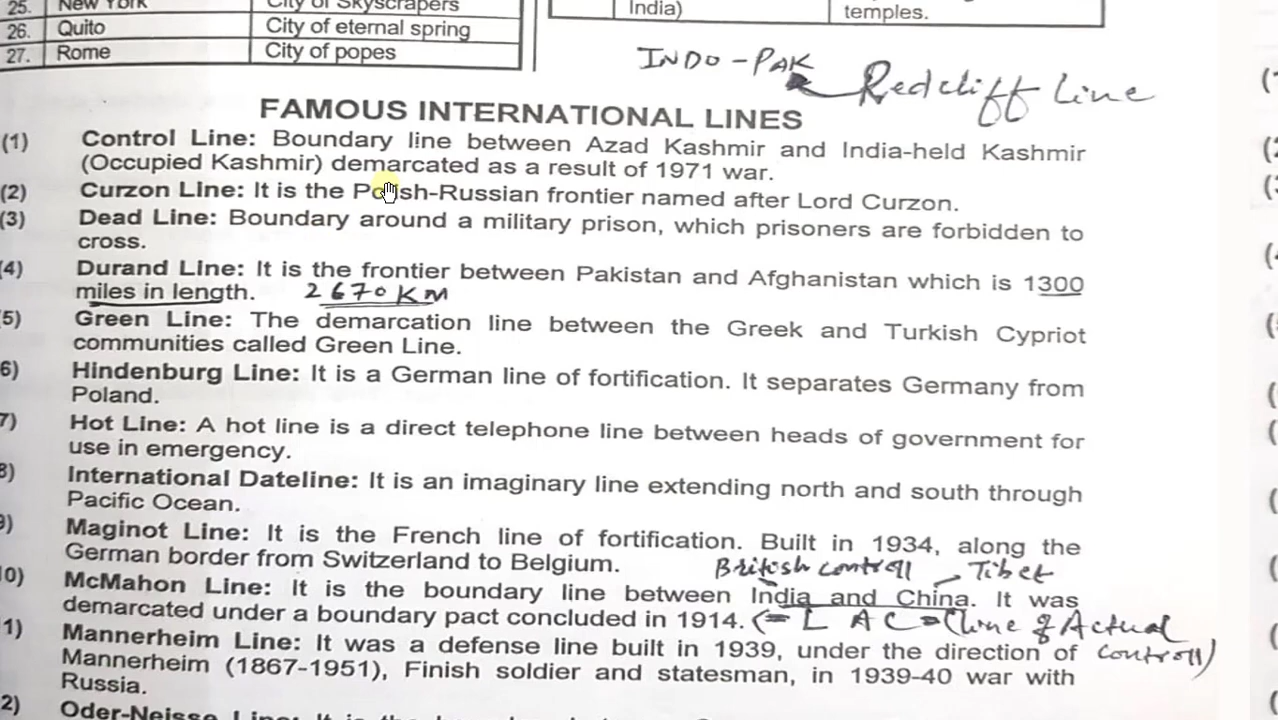 25. New York City of Skyscrapers
26. Quito City of eternal spring
27. Rome City of popes
India) temples.
INDO-PAK Redcliff Line
FAMOUS INTERNATIONAL LINES
(1) Control Line: Boundary line between Azad Kashmir and India-held Kashmir
(Occupied Kashmir) demarcated as a result of 1971 war.
(2) Curzon Line: It is the Polish-Russian frontier named after Lord Curzon.
(3) Dead Line: Boundary around a military prison, which prisoners are forbidden to
cross.
(4) Durand Line: It is the frontier between Pakistan and Afghanistan which is 1300
miles in length. 2670 KM
5) Green Line: The demarcation line between the Greek and Turkish Cypriot
communities called Green Line.
6) Hindenburg Line: It is a German line of fortification. It separates Germany from
Poland.
7) Hot Line: A hot line is a direct telephone line between heads of government for
use in emergency.
8) International Dateline: It is an imaginary line extending north and south through
Pacific Ocean.
9) Maginot Line: It is the French line of fortification. Built in 1934, along the
German border from Switzerland to Belgium. British controll Tibet
0) McMahon Line: It is the boundary line between India and China. It was
demarcated under a boundary pact concluded in 1914. (= LAC = (line of Actual
1) Mannerheim Line: It was a defense line built in 1939, under the direction of controll)
Mannerheim (1867-1951), Finish soldier and statesman, in 1939-40 war with
Russia.
2) Oder-Neisse Line: It is the